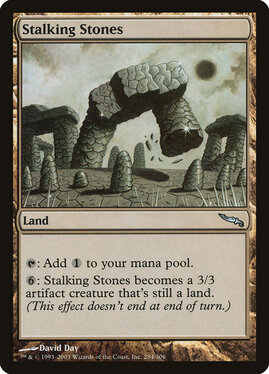 Stalking Stones
Land
: Add 1 to your mana pool.
6: Stalking Stones becomes a 3/3
artifact creature that's still a land.
(This effect doesn't end at end of turn.)
David Day
™ & © 1993-2003 Wizards of the Coast, Inc. 284/306